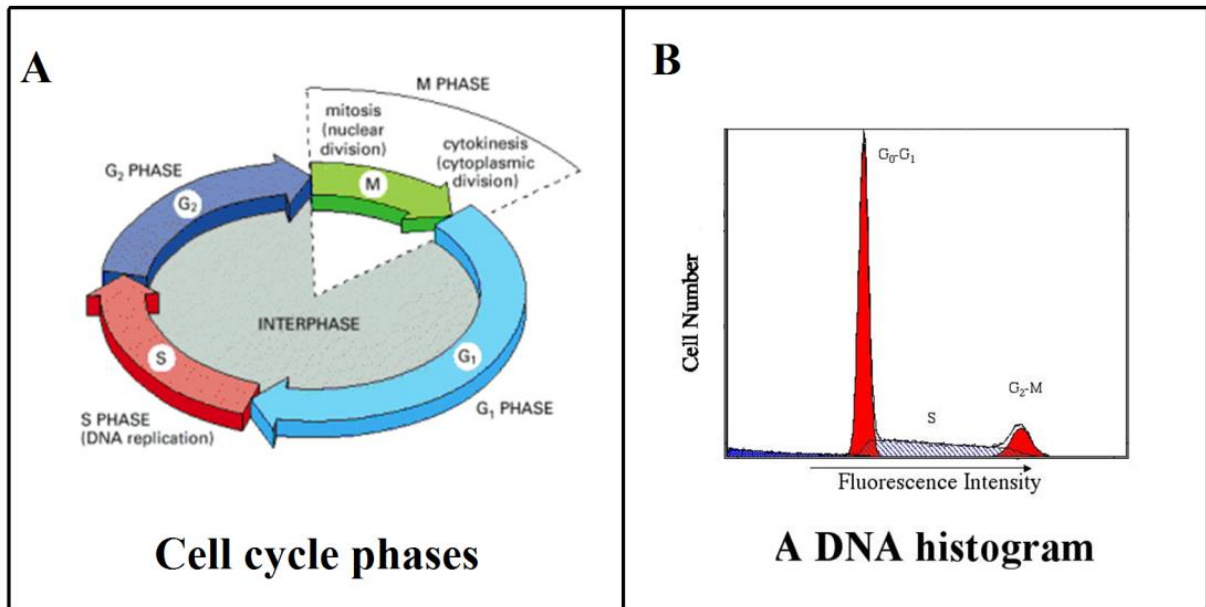 A
M PHASE
mitosis
(nuclear
division)
cytokinesis
(cytoplasmic
division)
G₂ PHASE
M
G₂
INTERPHASE
S
G₁
S PHASE
(DNA replication)
G₁ PHASE
Cell cycle phases
B
G₀-G₁
G₂-M
S
Cell Number
Fluorescence Intensity
A DNA histogram